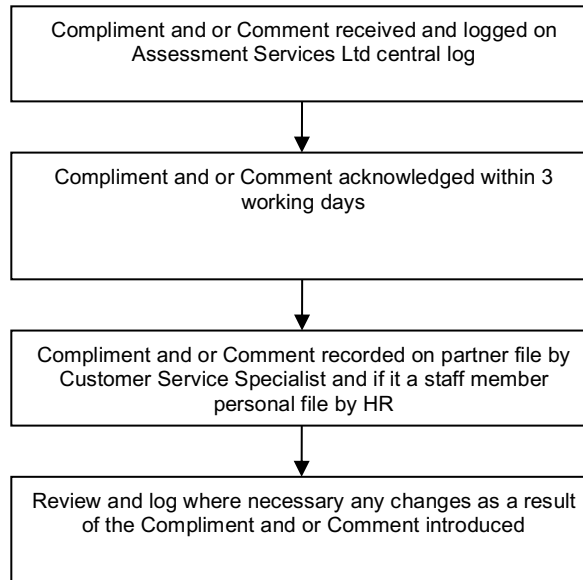 Compliment and or Comment received and logged on
Assessment Services Ltd central log
Compliment and or Comment acknowledged within 3
working days
Compliment and or Comment recorded on partner file by
Customer Service Specialist and if it a staff member
personal file by HR
Review and log where necessary any changes as a result
of the Compliment and or Comment introduced